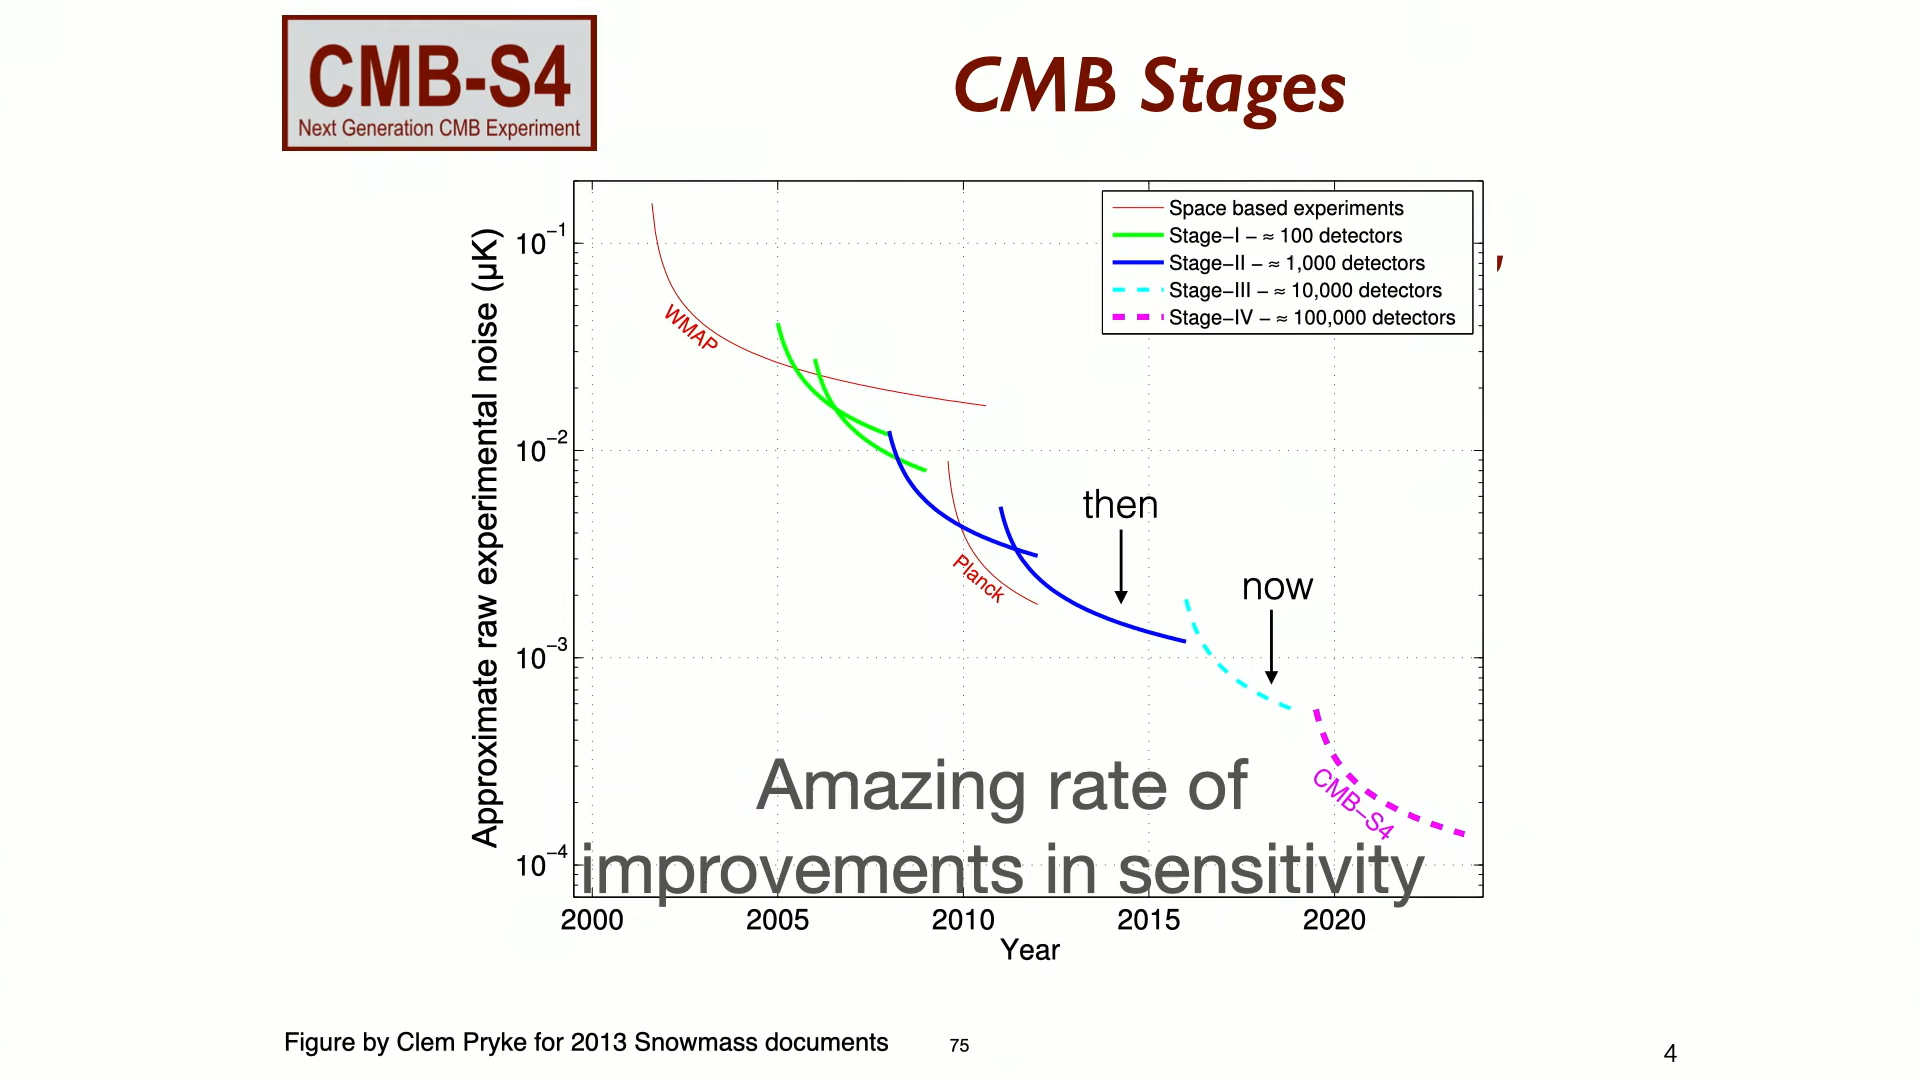 CMB-S4
Next Generation CMB Experiment
CMB Stages
Space based experiments
Stage−I − ≈ 100 detectors
Stage−II − ≈ 1,000 detectors
Stage−III − ≈ 10,000 detectors
Stage−IV − ≈ 100,000 detectors
Approximate raw experimental noise (μK)
10−1
10−2
10−3
10−4
WMAP
Planck
then
now
CMB−S4
Amazing rate of
improvements in sensitivity
2000 2005 2010 2015 2020
Year
Figure by Clem Pryke for 2013 Snowmass documents
75
4